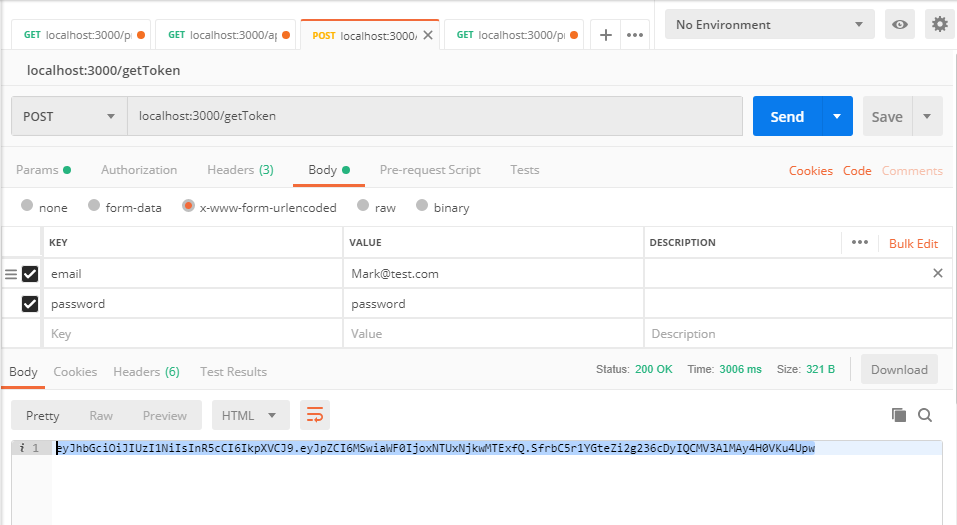 GET localhost:3000/p
GET localhost:3000/a
POST localhost:3000/
GET localhost:3000/p
No Environment
localhost:3000/getToken
POST
localhost:3000/getToken
Send
Save
Params
Authorization
Headers (3)
Body
Pre-request Script
Tests
Cookies
Code
Comments
none
form-data
x-www-form-urlencoded
raw
binary
KEY
VALUE
DESCRIPTION
Bulk Edit
email
Mark@test.com
password
password
Key
Value
Description
Body
Cookies
Headers (6)
Test Results
Status: 200 OK
Time: 3006 ms
Size: 321 B
Download
Pretty
Raw
Preview
HTML
i 1
eyJhbGciOiJIUzI1NiIsInR5cCI6IkpXVCJ9.eyJpZCI6MSwiaWF0IjoxNTUxNjkwMTExfQ.SfrbC5r1YGteZi2g236cDyIQCMV3AlMAy4H0VKu4Upw